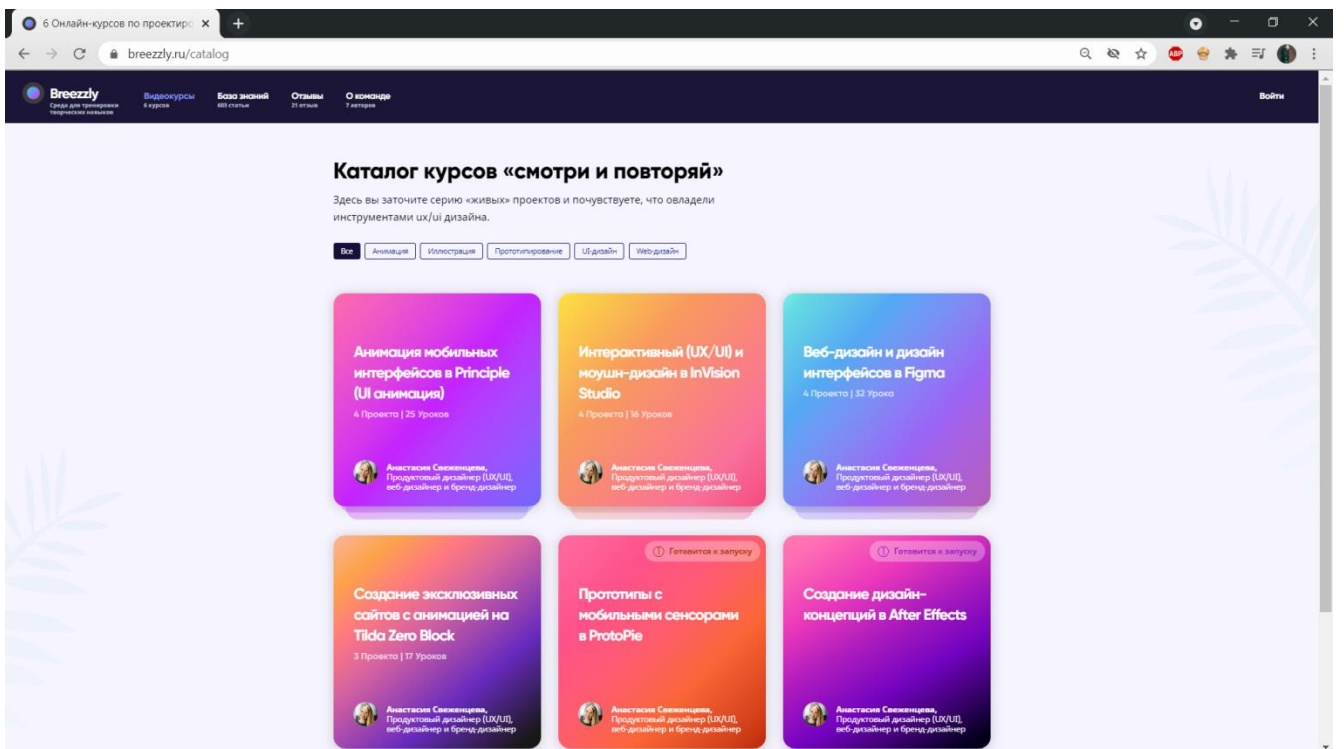 6 Онлайн-курсов по проектиро
breezzly.ru/catalog
ABP
Breezzly
Среда для тренировки
творческих навыков
Видеокурсы
6 курсов
База знаний
603 статьи
Отзывы
21 отзыв
О команде
7 авторов
Войти
Каталог курсов «смотри и повторяй»
Здесь вы заточите серию «живых» проектов и почувствуете, что овладели
инструментами ux/ui дизайна.
Все Анимация Иллюстрация Прототипирование UI-дизайн Web-дизайн
Анимация мобильных
интерфейсов в Principle
(UI анимация)
4 Проекта | 25 Уроков
Анастасия Свеженцева,
Продуктовый дизайнер (UX/UI),
веб-дизайнер и бренд-дизайнер
Интерактивный (UX/UI) и
моушн-дизайн в InVision
Studio
4 Проекта | 16 Уроков
Анастасия Свеженцева,
Продуктовый дизайнер (UX/UI),
веб-дизайнер и бренд-дизайнер
Веб-дизайн и дизайн
интерфейсов в Figma
4 Проекта | 32 Урока
Анастасия Свеженцева,
Продуктовый дизайнер (UX/UI),
веб-дизайнер и бренд-дизайнер
Создание эксклюзивных
сайтов с анимацией на
Tilda Zero Block
3 Проекта | 17 Уроков
Анастасия Свеженцева,
Продуктовый дизайнер (UX/UI),
веб-дизайнер и бренд-дизайнер
Готовится к запуску
Прототипы с
мобильными сенсорами
в ProtoPie
Анастасия Свеженцева,
Продуктовый дизайнер (UX/UI),
веб-дизайнер и бренд-дизайнер
Готовится к запуску
Создание дизайн-
концепций в After Effects
Анастасия Свеженцева,
Продуктовый дизайнер (UX/UI),
веб-дизайнер и бренд-дизайнер